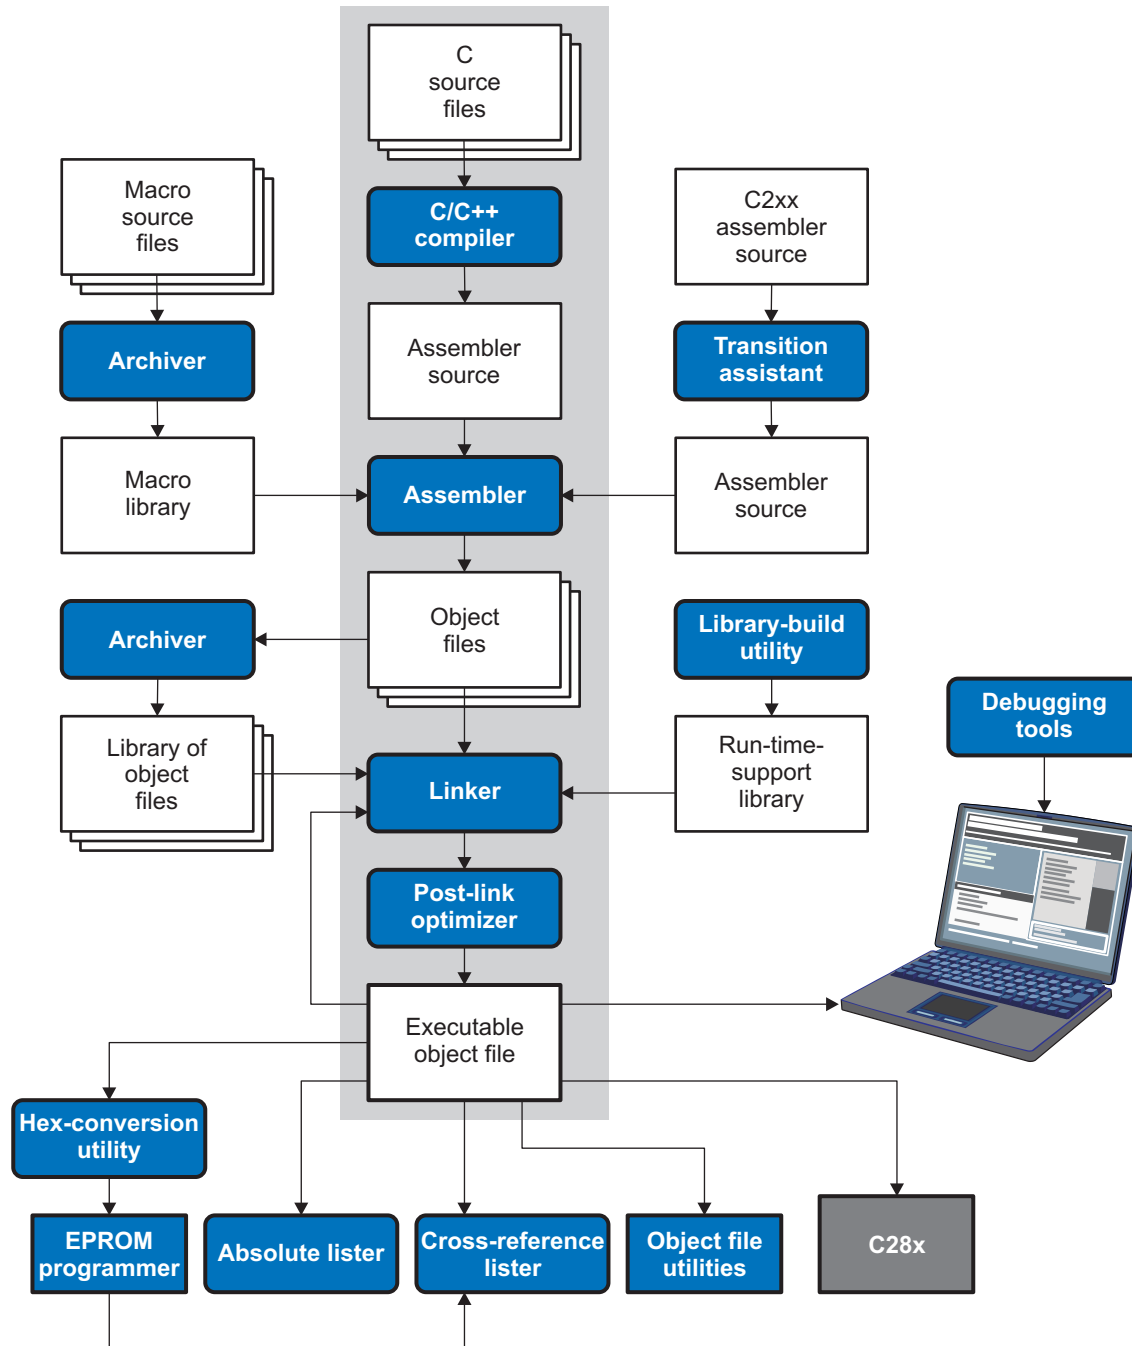 C
source
files
Macro
source
files
C/C++
compiler
C2xx
assembler
source
Archiver
Assembler
source
Transition
assistant
Macro
library
Assembler
Assembler
source
Archiver
Object
files
Library-build
utility
Debugging
tools
Library of
object
files
Linker
Run-time-
support
library
Post-link
optimizer
Executable
object file
Hex-conversion
utility
EPROM
programmer
Absolute lister
Cross-reference
lister
Object file
utilities
C28x